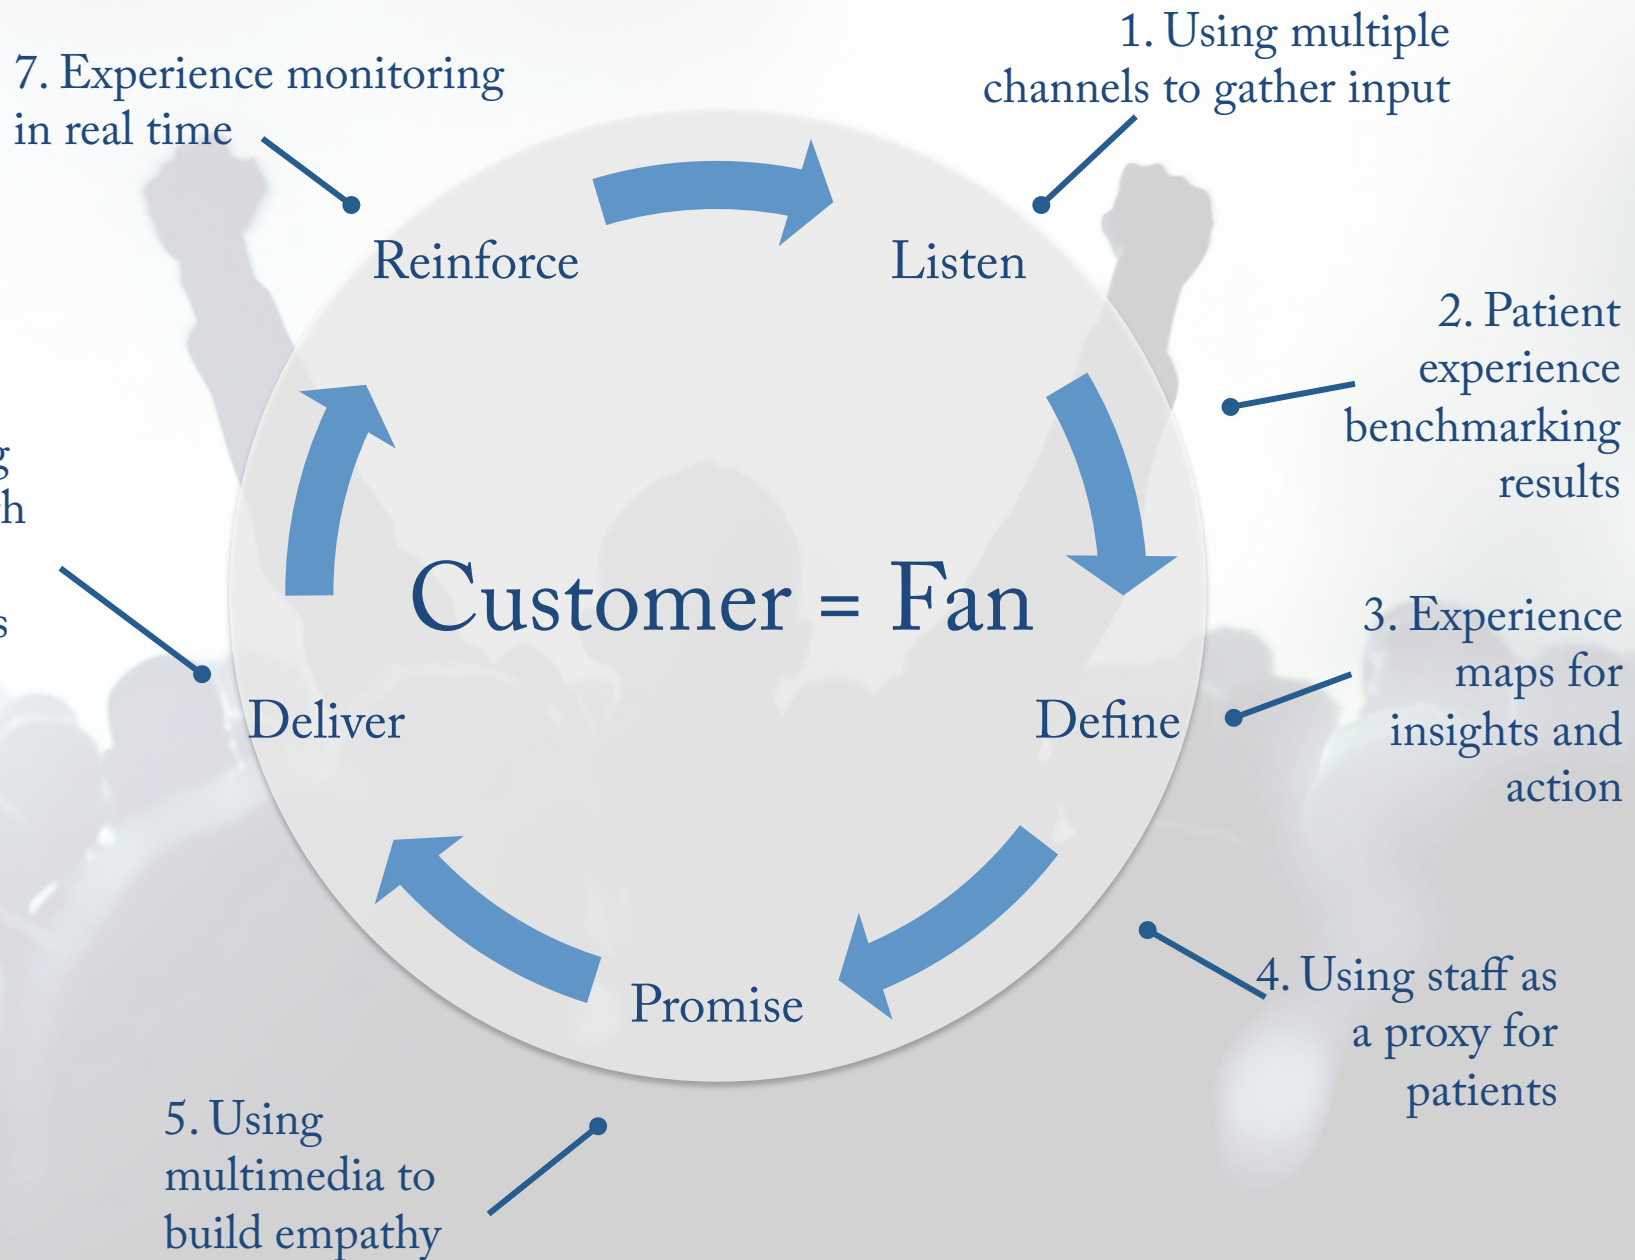 1. Using multiple
channels to gather input
7. Experience monitoring
in real time
Reinforce
Listen
2. Patient
experience
benchmarking
results
Customer = Fan
3. Experience
maps for
insights and
action
Deliver
Define
4. Using staff as
a proxy for
patients
Promise
5. Using
multimedia to
build empathy